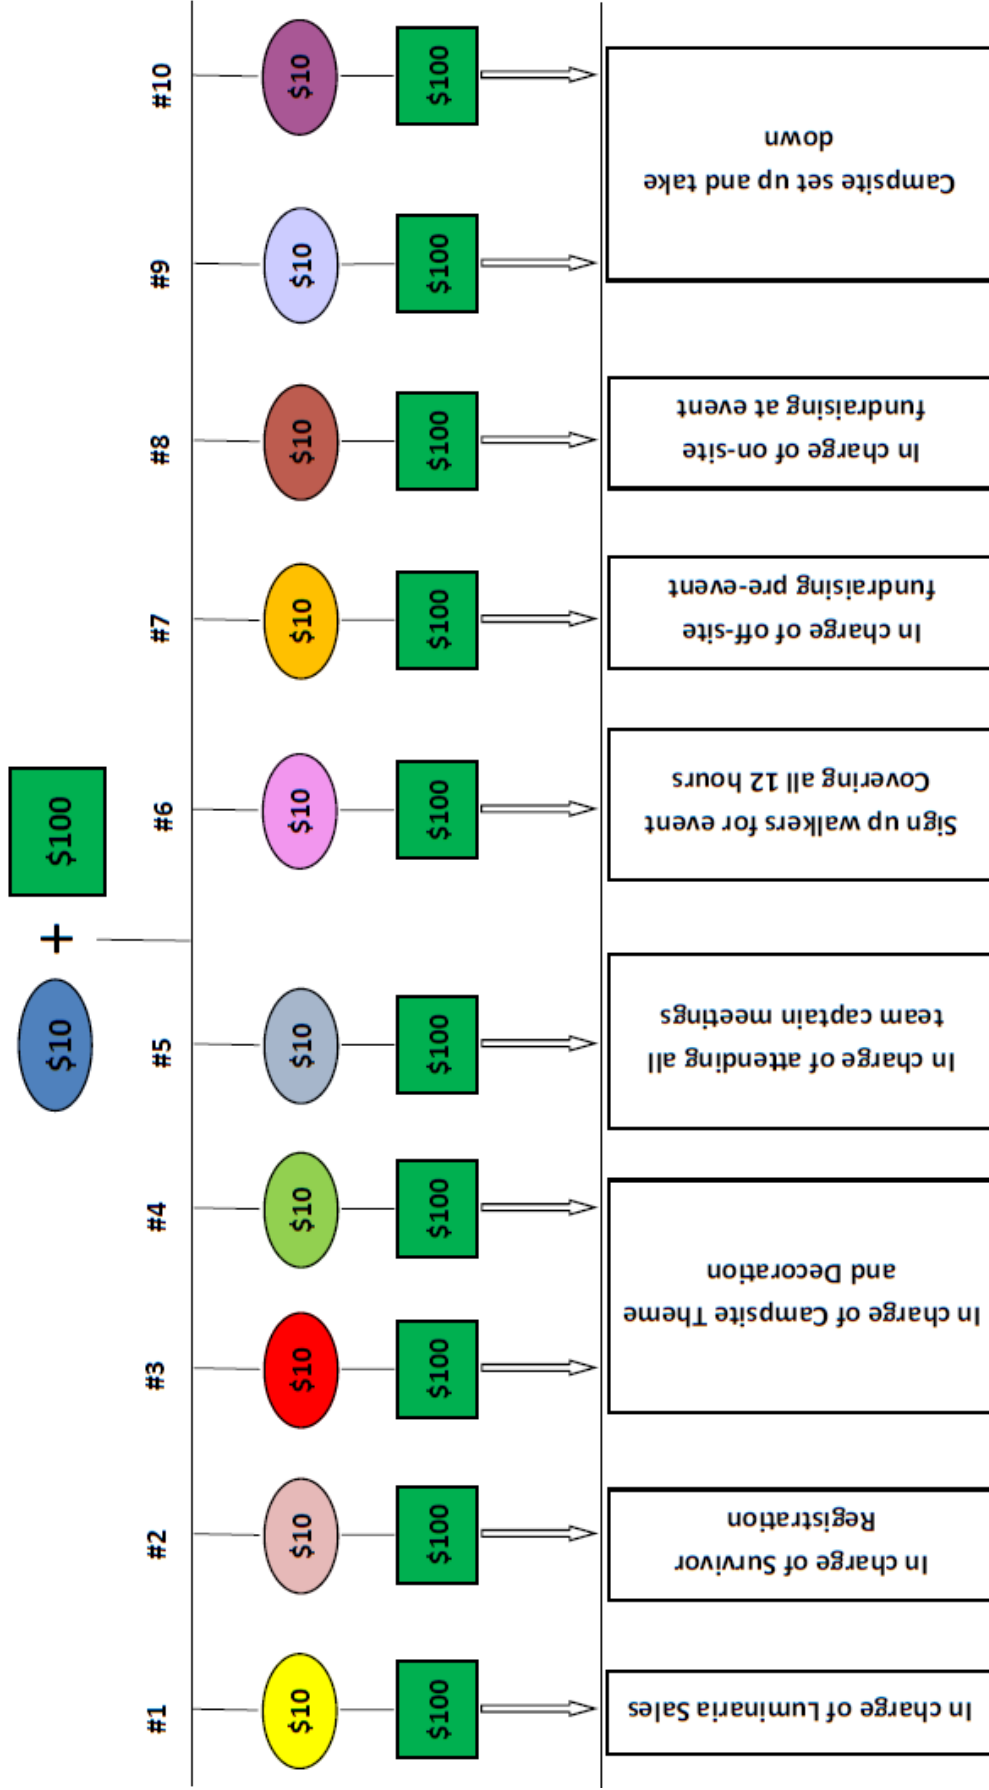 $10 + $100
#1 #2 #3 #4 #5 #6 #7 #8 #9 #10
$10 $10 $10 $10 $10 $10 $10 $10 $10 $10
$100 $100 $100 $100 $100 $100 $100 $100 $100 $100
In charge of Luminaria Sales
In charge of Survivor
Registration
In charge of Campsite Theme
and Decoration
In charge of attending all
team captain meetings
Sign up walkers for event
Covering all 12 hours
In charge of off-site
fundraising pre-event
In charge of on-site
fundraising at event
Campsite set up and take
down